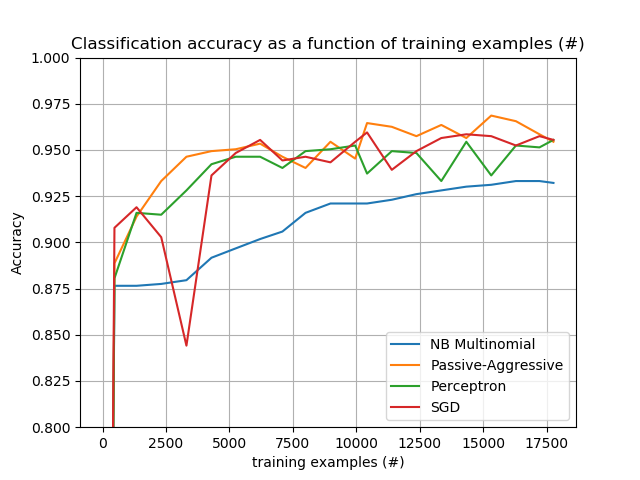 Classification accuracy as a function of training examples (#)
1.000
0.975
0.950
0.925
0.900
0.875
0.850
0.825
0.800
Accuracy
NB Multinomial
Passive-Aggressive
Perceptron
SGD
0 2500 5000 7500 10000 12500 15000 17500
training examples (#)